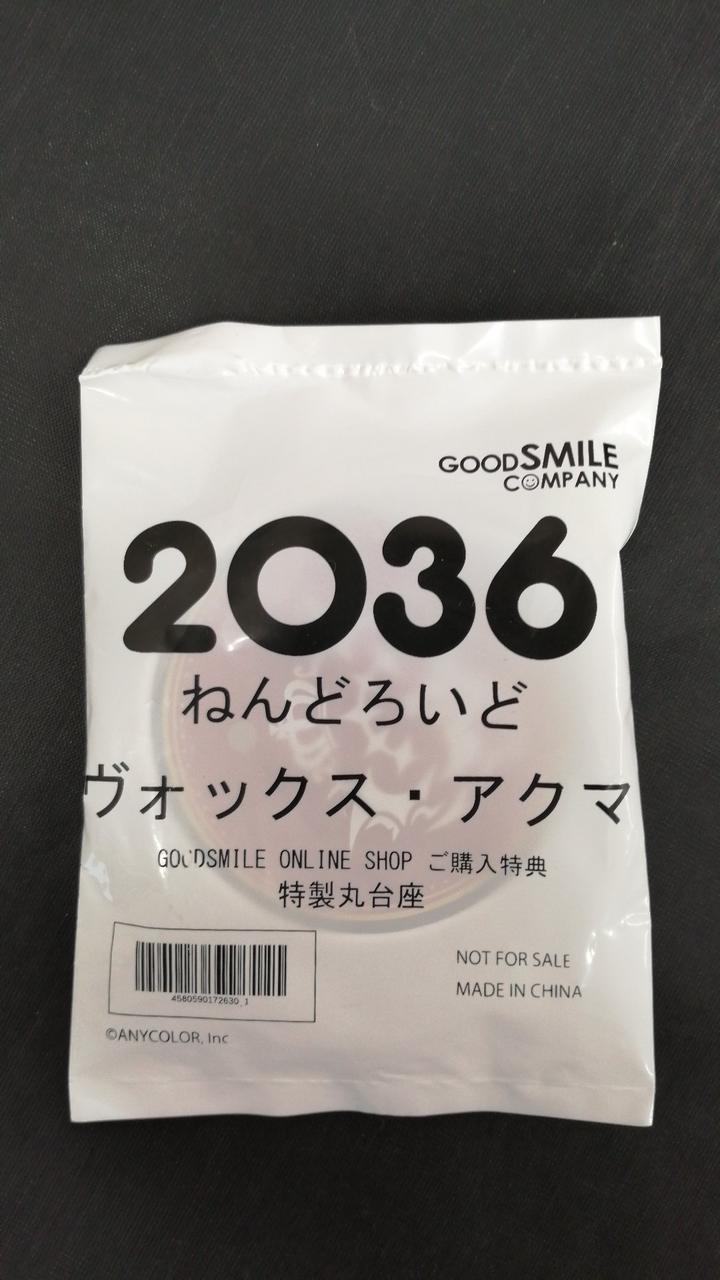 GOODSMILE
COMPANY
2036
ねんどろいど
ヴォックス・アクマ
GOODSMILE ONLINE SHOP ご購入特典
特製丸台座
4580590172630_1
NOT FOR SALE
MADE IN CHINA
©ANYCOLOR, Inc